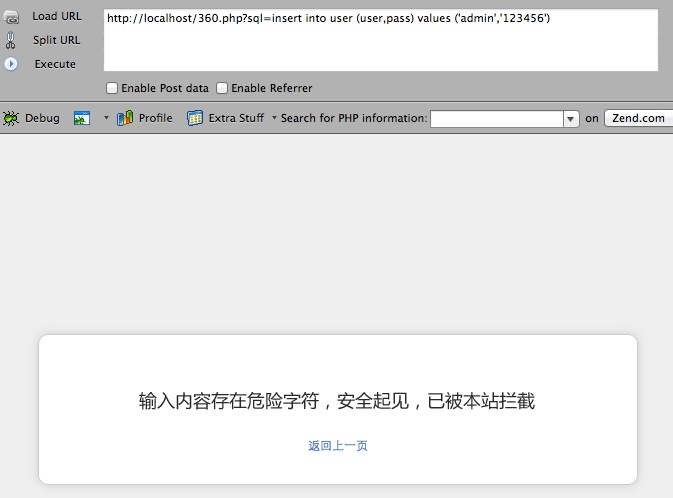 Load URL
http://localhost/360.php?sql=insert into user (user,pass) values ('admin','123456')
Split URL
Execute
Enable Post data Enable Referrer
Debug Profile Extra Stuff Search for PHP information: on Zend.com
输入内容存在危险字符，安全起见，已被本站拦截
返回上一页